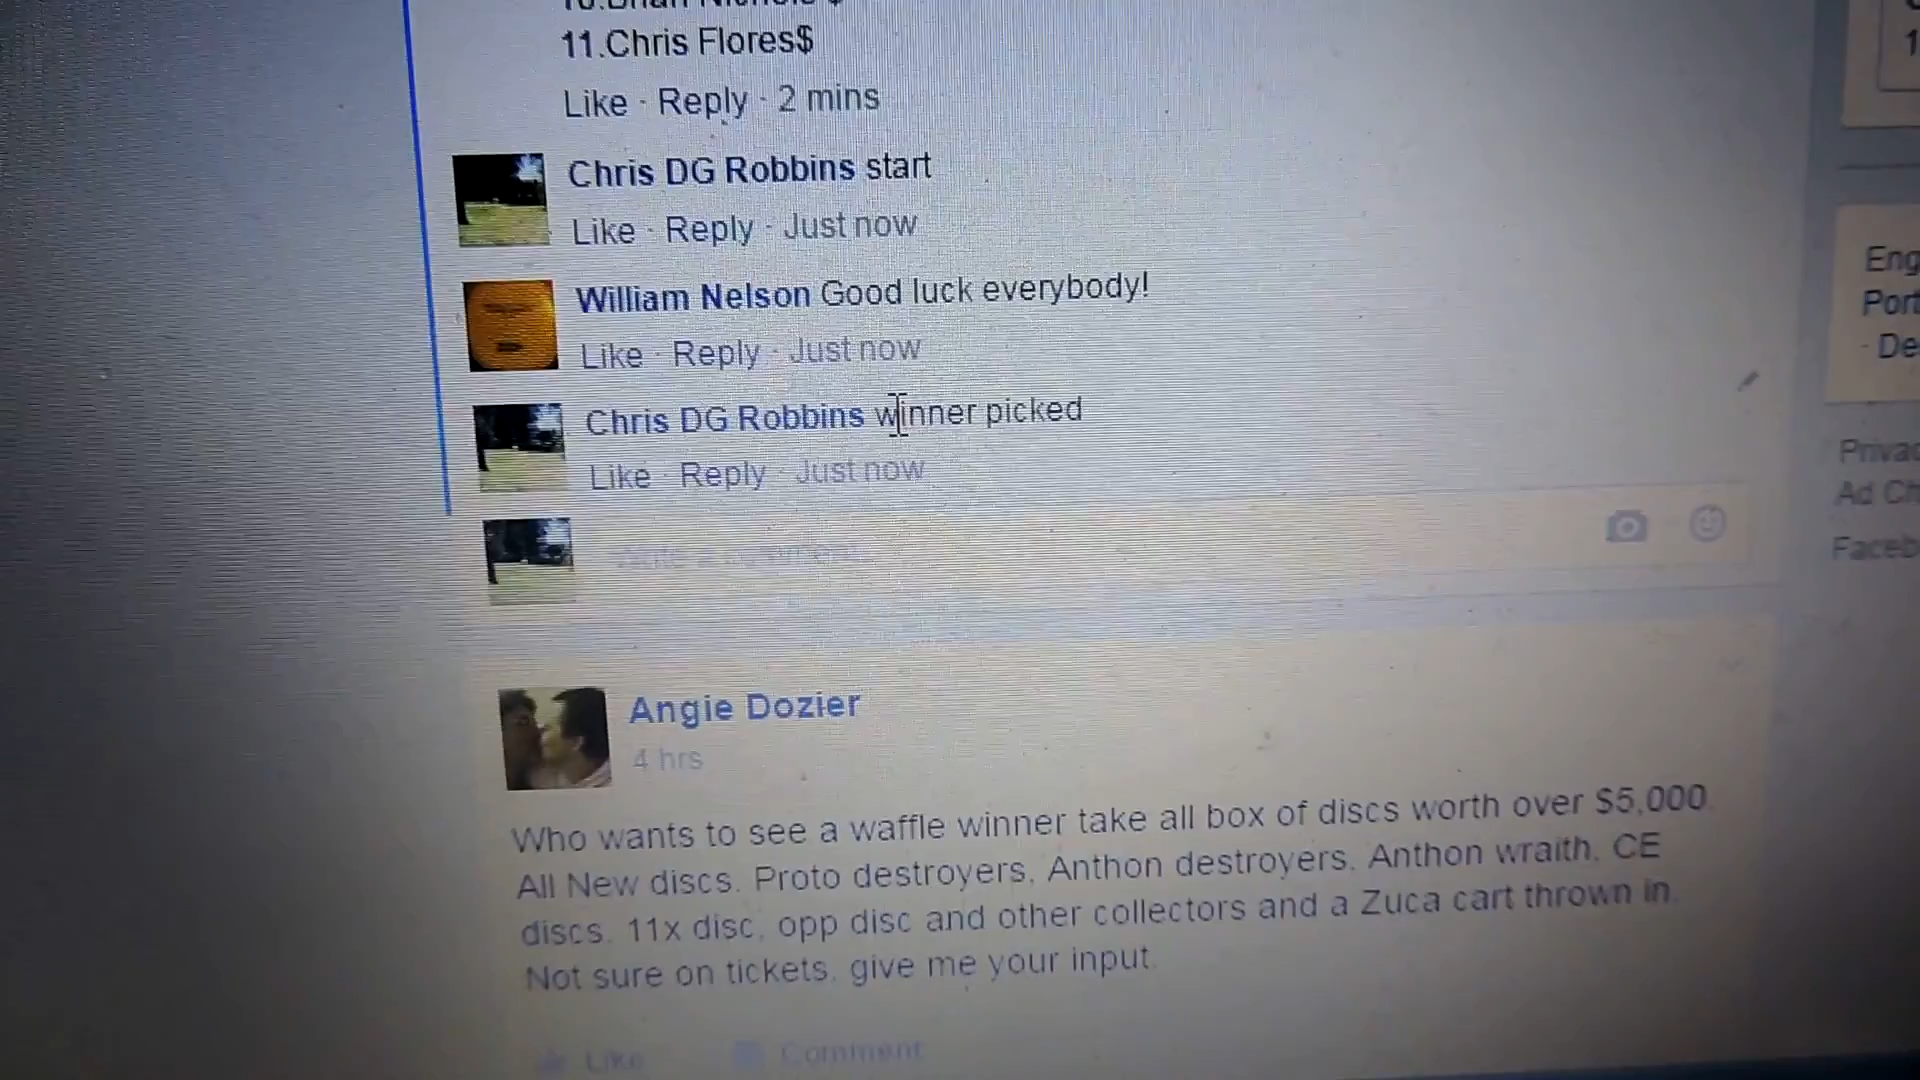 11.Chris Flores$
Like · Reply · 2 mins
Chris DG Robbins start
Like · Reply · Just now
William Nelson Good luck everybody!
Like · Reply · Just now
Chris DG Robbins winner picked
Like · Reply · Just now
Write a comment...
Angie Dozier
4 hrs
Who wants to see a waffle winner take all box of discs worth over $5,000.
All New discs. Proto destroyers, Anthon destroyers, Anthon wraith, CE
discs, 11x disc, opp disc and other collectors and a Zuca cart thrown in.
Not sure on tickets, give me your input.
Like Comment
Eng
Port
· De
Privac
Ad Ch
Faceb